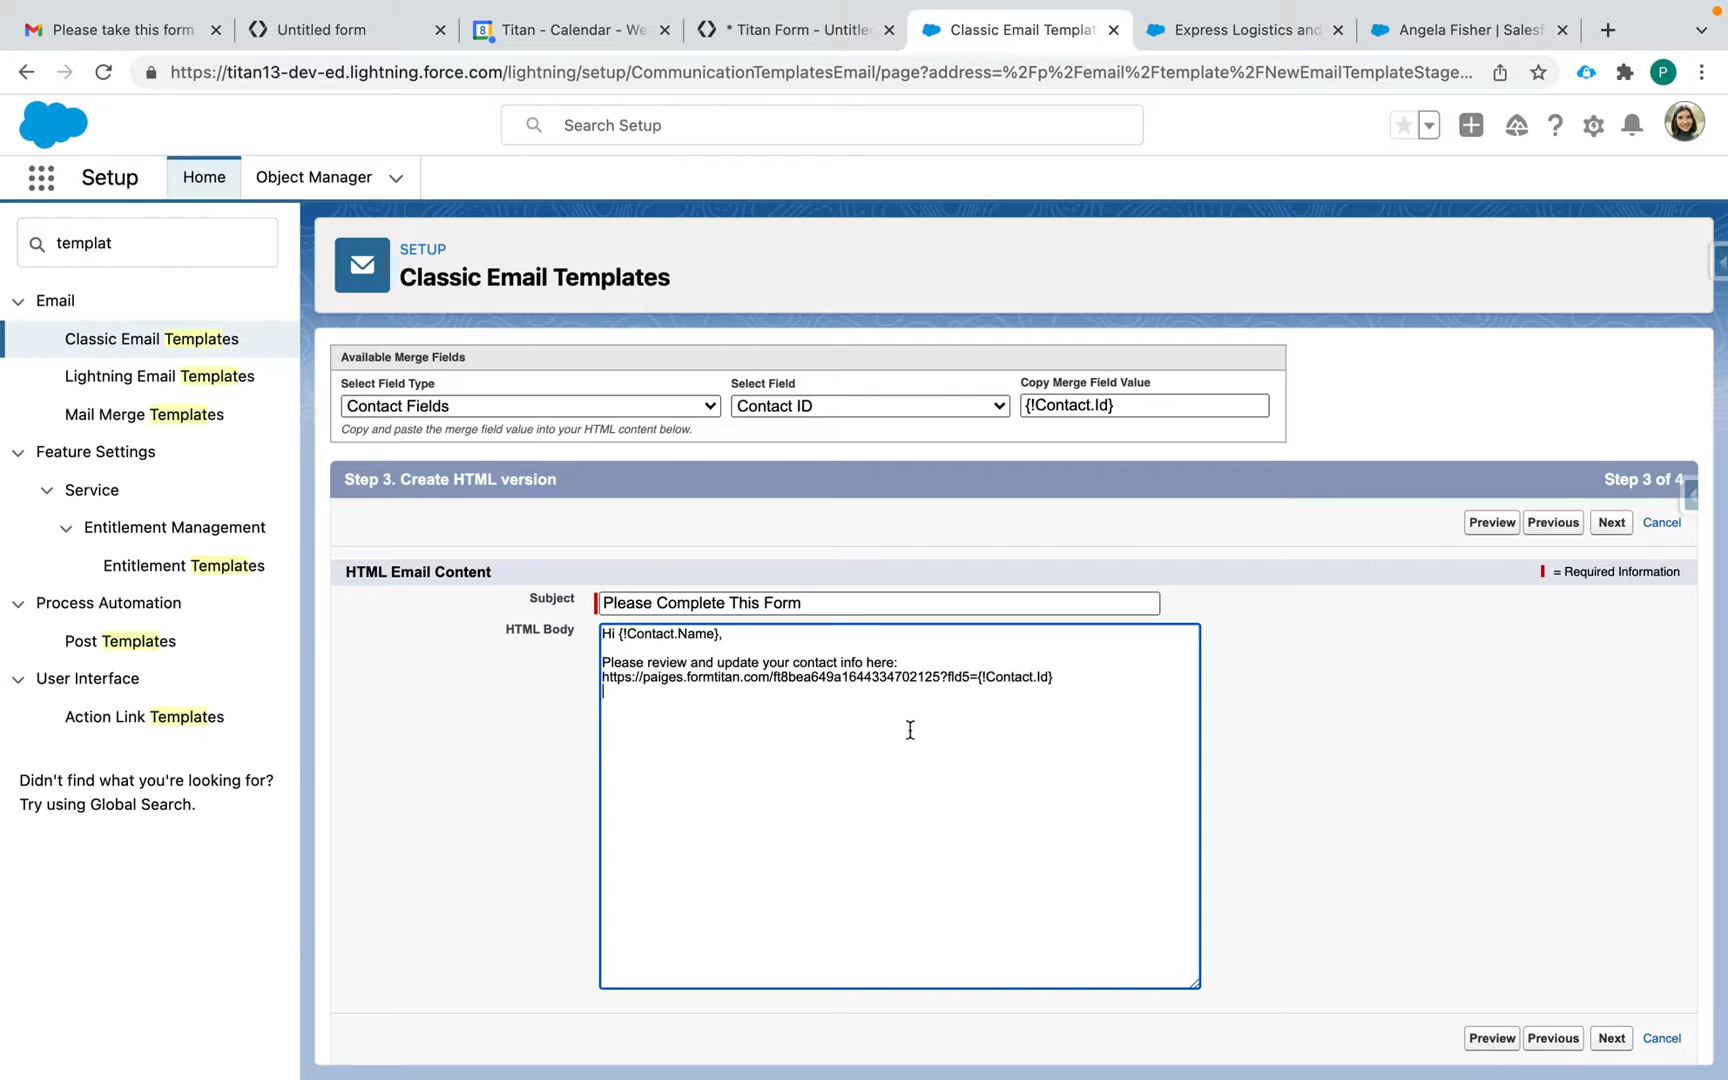 Please take this form
Untitled form
8
Titan - Calendar - We
* Titan Form - Untitle
Classic Email Templat
Express Logistics and
Angela Fisher | Salesf
https://titan13-dev-ed.lightning.force.com/lightning/setup/CommunicationTemplatesEmail/page?address=%2Fp%2Femail%2Ftemplate%2FNewEmailTemplateStage...
P
Search Setup
Setup
Home
Object Manager
templat
Email
Classic Email Templates
Lightning Email Templates
Mail Merge Templates
Feature Settings
Service
Entitlement Management
Entitlement Templates
Process Automation
Post Templates
User Interface
Action Link Templates
Didn't find what you're looking for?
Try using Global Search.
SETUP
Classic Email Templates
Available Merge Fields
Select Field Type
Select Field
Copy Merge Field Value
Contact Fields
Contact ID
{!Contact.Id}
Copy and paste the merge field value into your HTML content below.
Step 3. Create HTML version
Step 3 of 4
Preview
Previous
Next
Cancel
HTML Email Content
= Required Information
Subject
Please Complete This Form
HTML Body
Hi {!Contact.Name},
Please review and update your contact info here:
https://paiges.formtitan.com/ft8bea649a1644334702125?fld5={!Contact.Id}
Preview
Previous
Next
Cancel